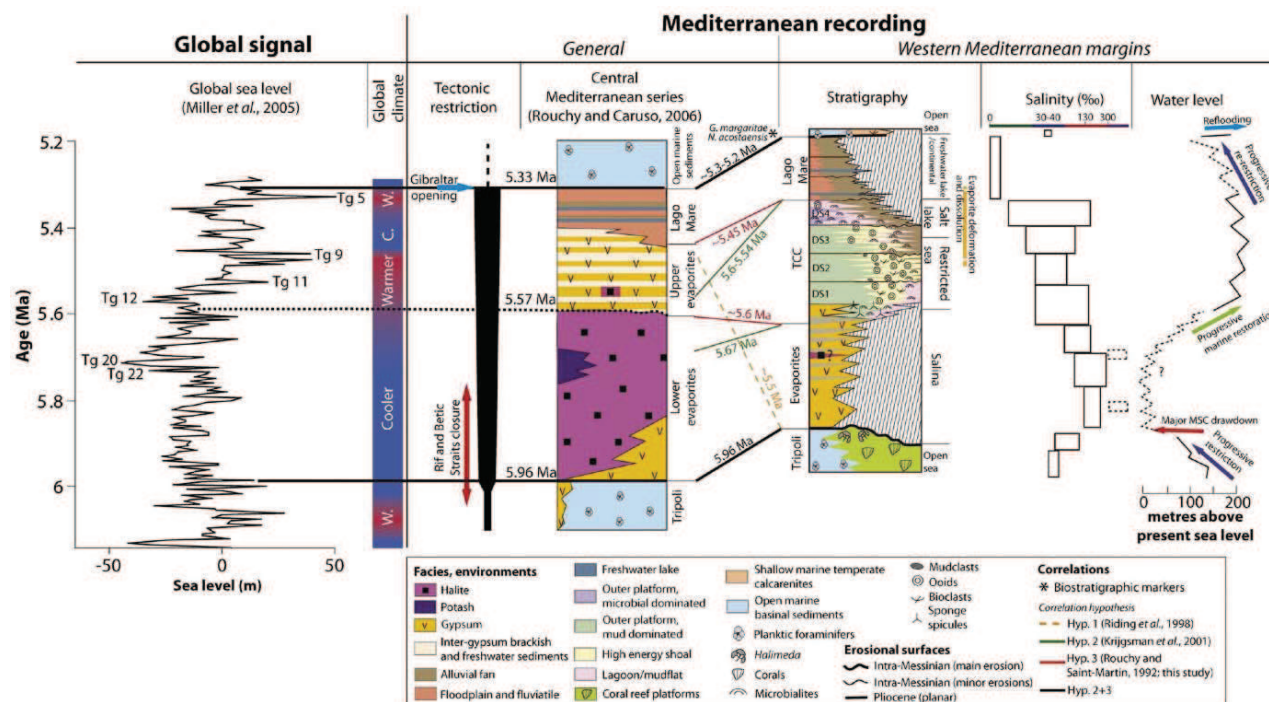 Global signal
Mediterranean recording
General
Western Mediterranean margins
Global sea level
(Miller et al., 2005)
Global
climate
Tectonic
restriction
Central
Mediterranean series
(Rouchy and Caruso, 2006)
Stratigraphy
Salinity (‰)
0
30-40
130
300
Water level
Reflooding
Progressive
re-restriction
Progressive
marine restoration
?
Major MSC drawdown
Progressive
restriction
0
100
200
metres above
present sea level
Age (Ma)
5.2
5.4
5.6
5.8
6
-50
0
50
Sea level (m)
Tg 5
Tg 9
Tg 11
Tg 12
Tg 20
Tg 22
W.
C.
Warmer
Cooler
W.
Gibraltar
opening
Rif and Betic
Straits closure
5.33 Ma
5.57 Ma
5.96 Ma
Open marine
sediments
Lago
Mare
Upper
evaporites
Lower
evaporites
Tripoli
G. margaritae
N. acostaensis
*
~5.3-5.2 Ma
~5.45 Ma
5.6-5.54 Ma
~5.6 Ma
5.67 Ma
~5.5 Ma
5.96 Ma
Lago
Mare
TCC
Evaporites
Tripoli
DS4
DS3
DS2
DS1
?
Open
sea
Freshwater lake
/continental
Salt
lake
Restricted
sea
Salina
Open
sea
Evaporite deformation
and dissolution
Facies, environments
Halite
Potash
Gypsum
Inter-gypsum brackish
and freshwater sediments
Alluvial fan
Floodplain and fluviatile
Freshwater lake
Outer platform,
microbial dominated
Outer platform,
mud dominated
High energy shoal
Lagoon/mudflat
Coral reef platforms
Shallow marine temperate
calcarenites
Open marine
basinal sediments
Planktic foraminifers
Halimeda
Corals
Microbialites
Mudclasts
Ooids
Bioclasts
Sponge
spicules
Erosional surfaces
Intra-Messinian (main erosion)
Intra-Messinian (minor erosions)
Pliocene (planar)
Correlations
* Biostratigraphic markers
Correlation hypothesis
Hyp. 1 (Riding et al., 1998)
Hyp. 2 (Krijgsman et al., 2001)
Hyp. 3 (Rouchy and
Saint-Martin, 1992; this study)
Hyp. 2+3